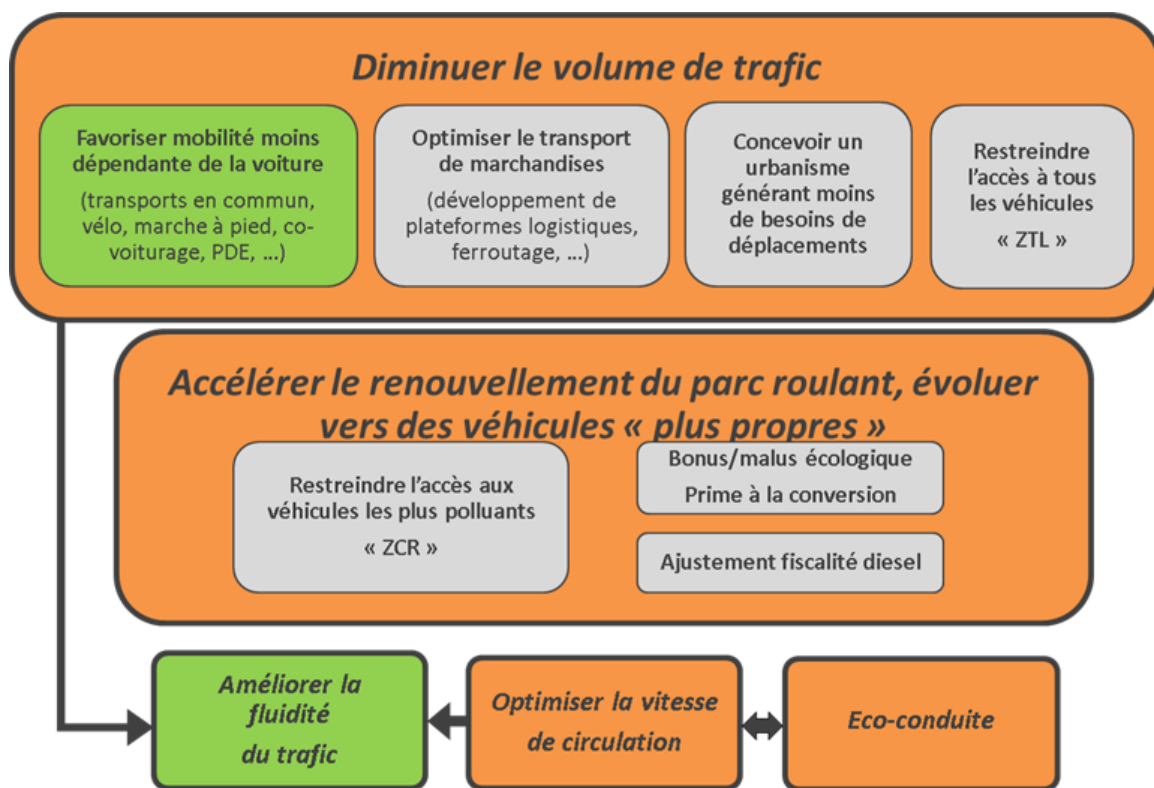 Diminuer le volume de trafic
Favoriser mobilité moins
dépendante de la voiture
(transports en commun,
vélo, marche à pied, co-
voiturage, PDE, ...)
Optimiser le transport
de marchandises
(développement de
plateformes logistiques,
ferroutage, ...)
Concevoir un
urbanisme
générant moins
de besoins de
déplacements
Restreindre
l'accès à tous
les véhicules
« ZTL »
Accélérer le renouvellement du parc roulant, évoluer
vers des véhicules « plus propres »
Restreindre l'accès aux
véhicules les plus polluants
« ZCR »
Bonus/malus écologique
Prime à la conversion
Ajustement fiscalité diesel
Améliorer la
fluidité
du trafic
Optimiser la vitesse
de circulation
Eco-conduite